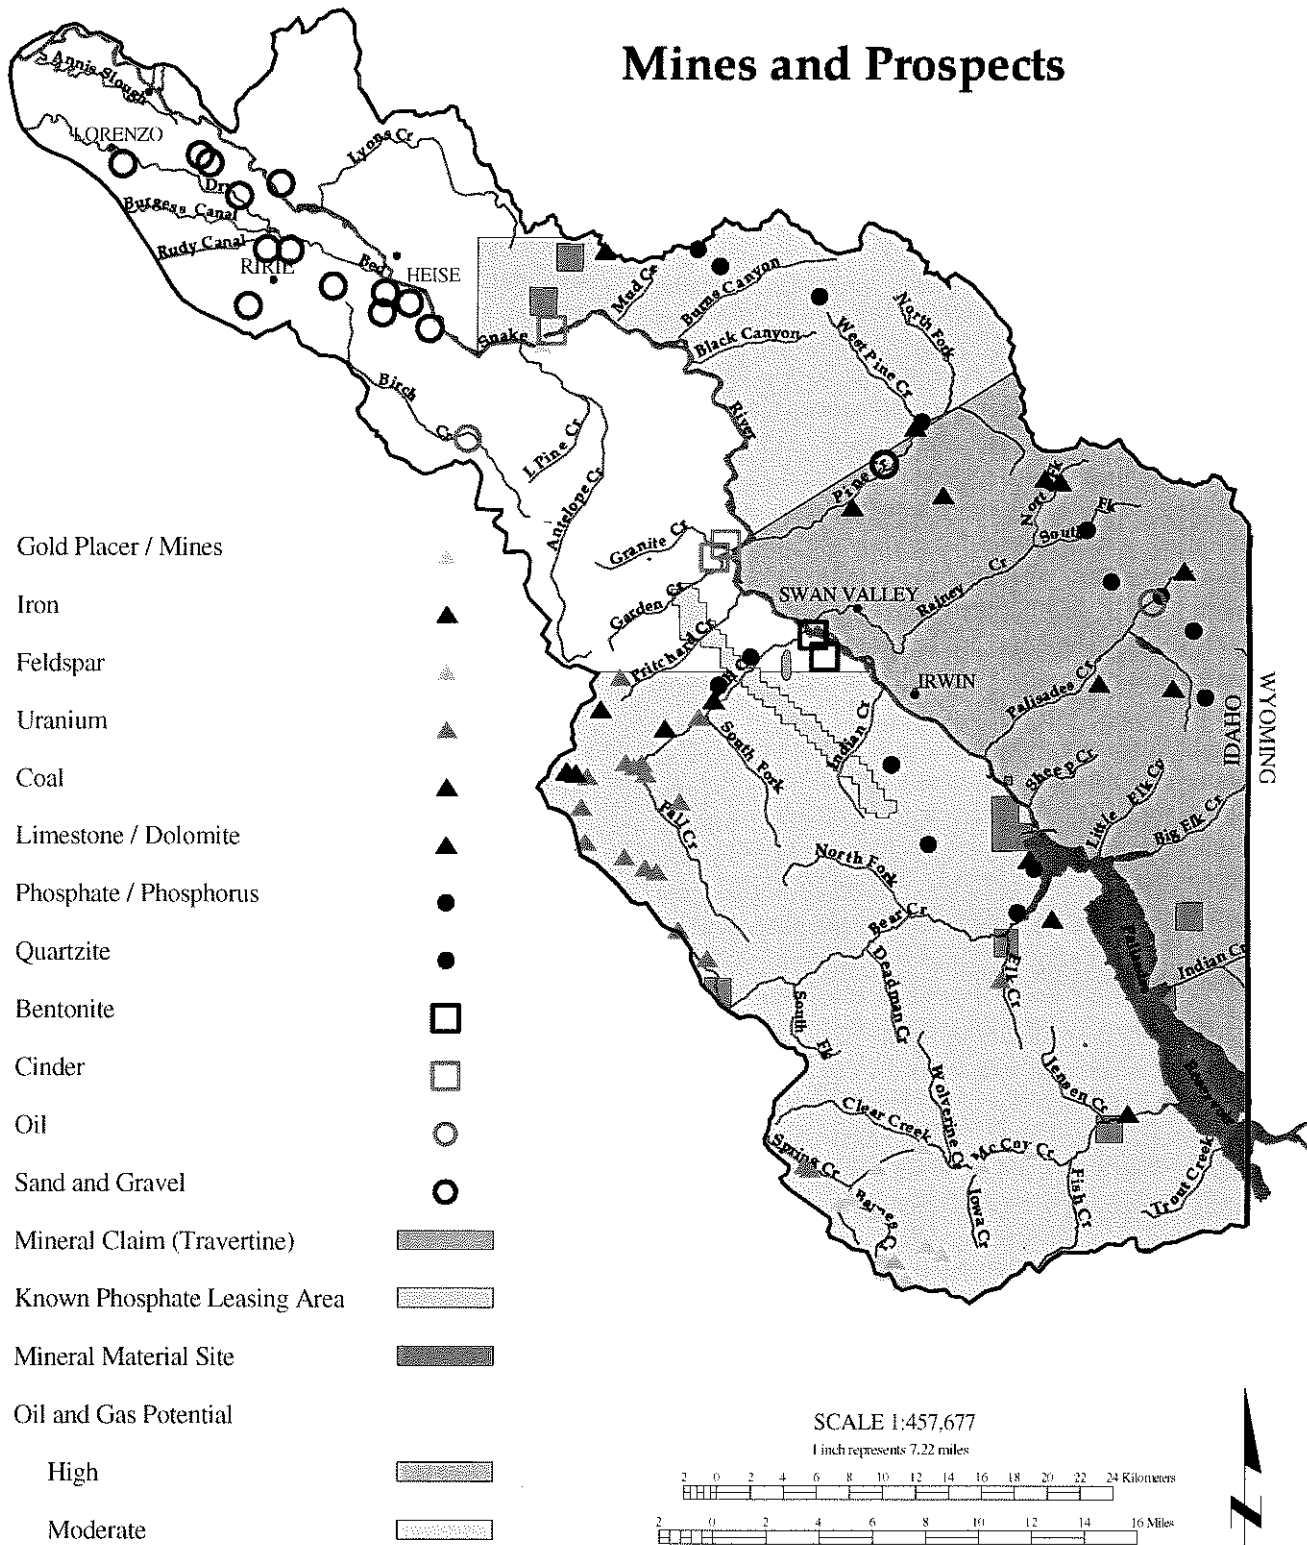 Mines and Prospects
Annis Slough
LORENZO
Lyons Cr
Dry
Burgess Canal
Rudy Canal
Bed
RIRIE
HEISE
Mud Cr
Burns Canyon
North Fork
Snake
Black Canyon
West Pine Cr
Birch
Cr
River
L Pine Cr
Pine Cr
Antelope Cr
Nort Fk
South Fk
Granite Cr
Rainey Cr
SWAN VALLEY
Garden Cr
Pritchard Cr
IRWIN
Palisades Cr
IDAHO
WYOMING
South Fork
Indian Cr
Sheep Cr
Fall Cr
Little Elk Cr
Big Elk Cr
North Fork
Bear Cr
Deadman Cr
Elk Cr
Indian Cr
South
Fk
Jensen Cr
Reservoir
Wolverine Cr
Clear Creek
McCoy Cr
Spring Cr
Barnes Cr
Iowa Cr
Fish Cr
Trout Creek
Gold Placer / Mines
Iron
Feldspar
Uranium
Coal
Limestone / Dolomite
Phosphate / Phosphorus
Quartzite
Bentonite
Cinder
Oil
Sand and Gravel
Mineral Claim (Travertine)
Known Phosphate Leasing Area
Mineral Material Site
Oil and Gas Potential
High
Moderate
SCALE 1:457,677
1 inch represents 7.22 miles
2 0 2 4 6 8 10 12 14 16 18 20 22 24 Kilometers
2 0 4 6 8 10 12 14 16 Miles
N